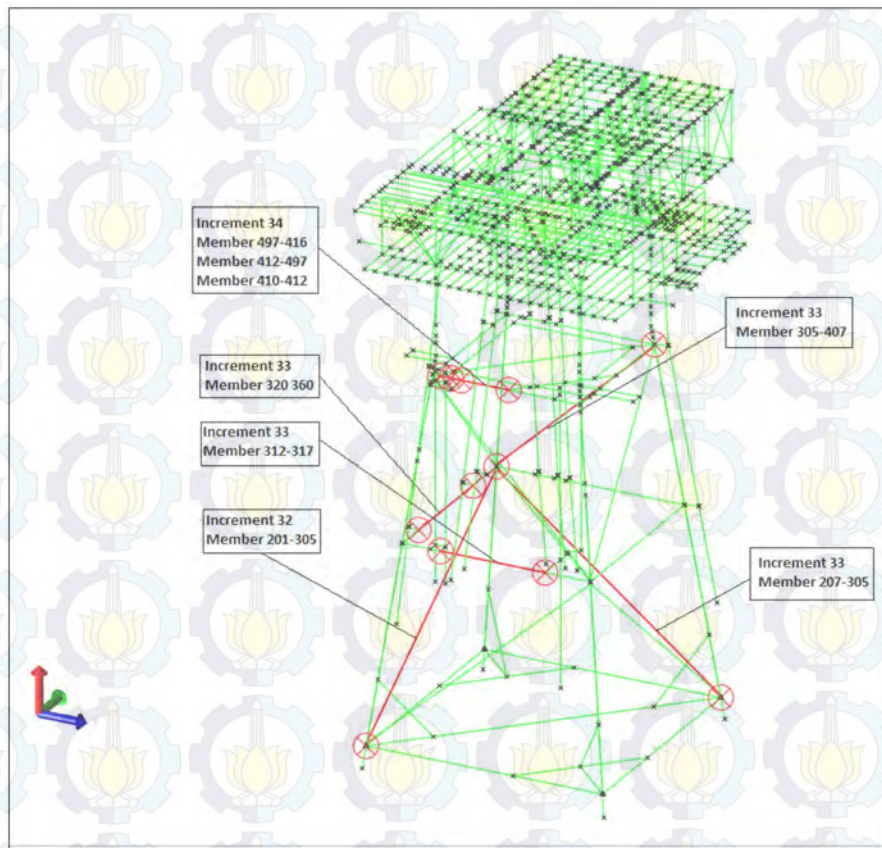 Increment 34
Member 497-416
Member 412-497
Member 410-412
Increment 33
Member 305-407
Increment 33
Member 320 360
Increment 33
Member 312-317
Increment 32
Member 201-305
Increment 33
Member 207-305